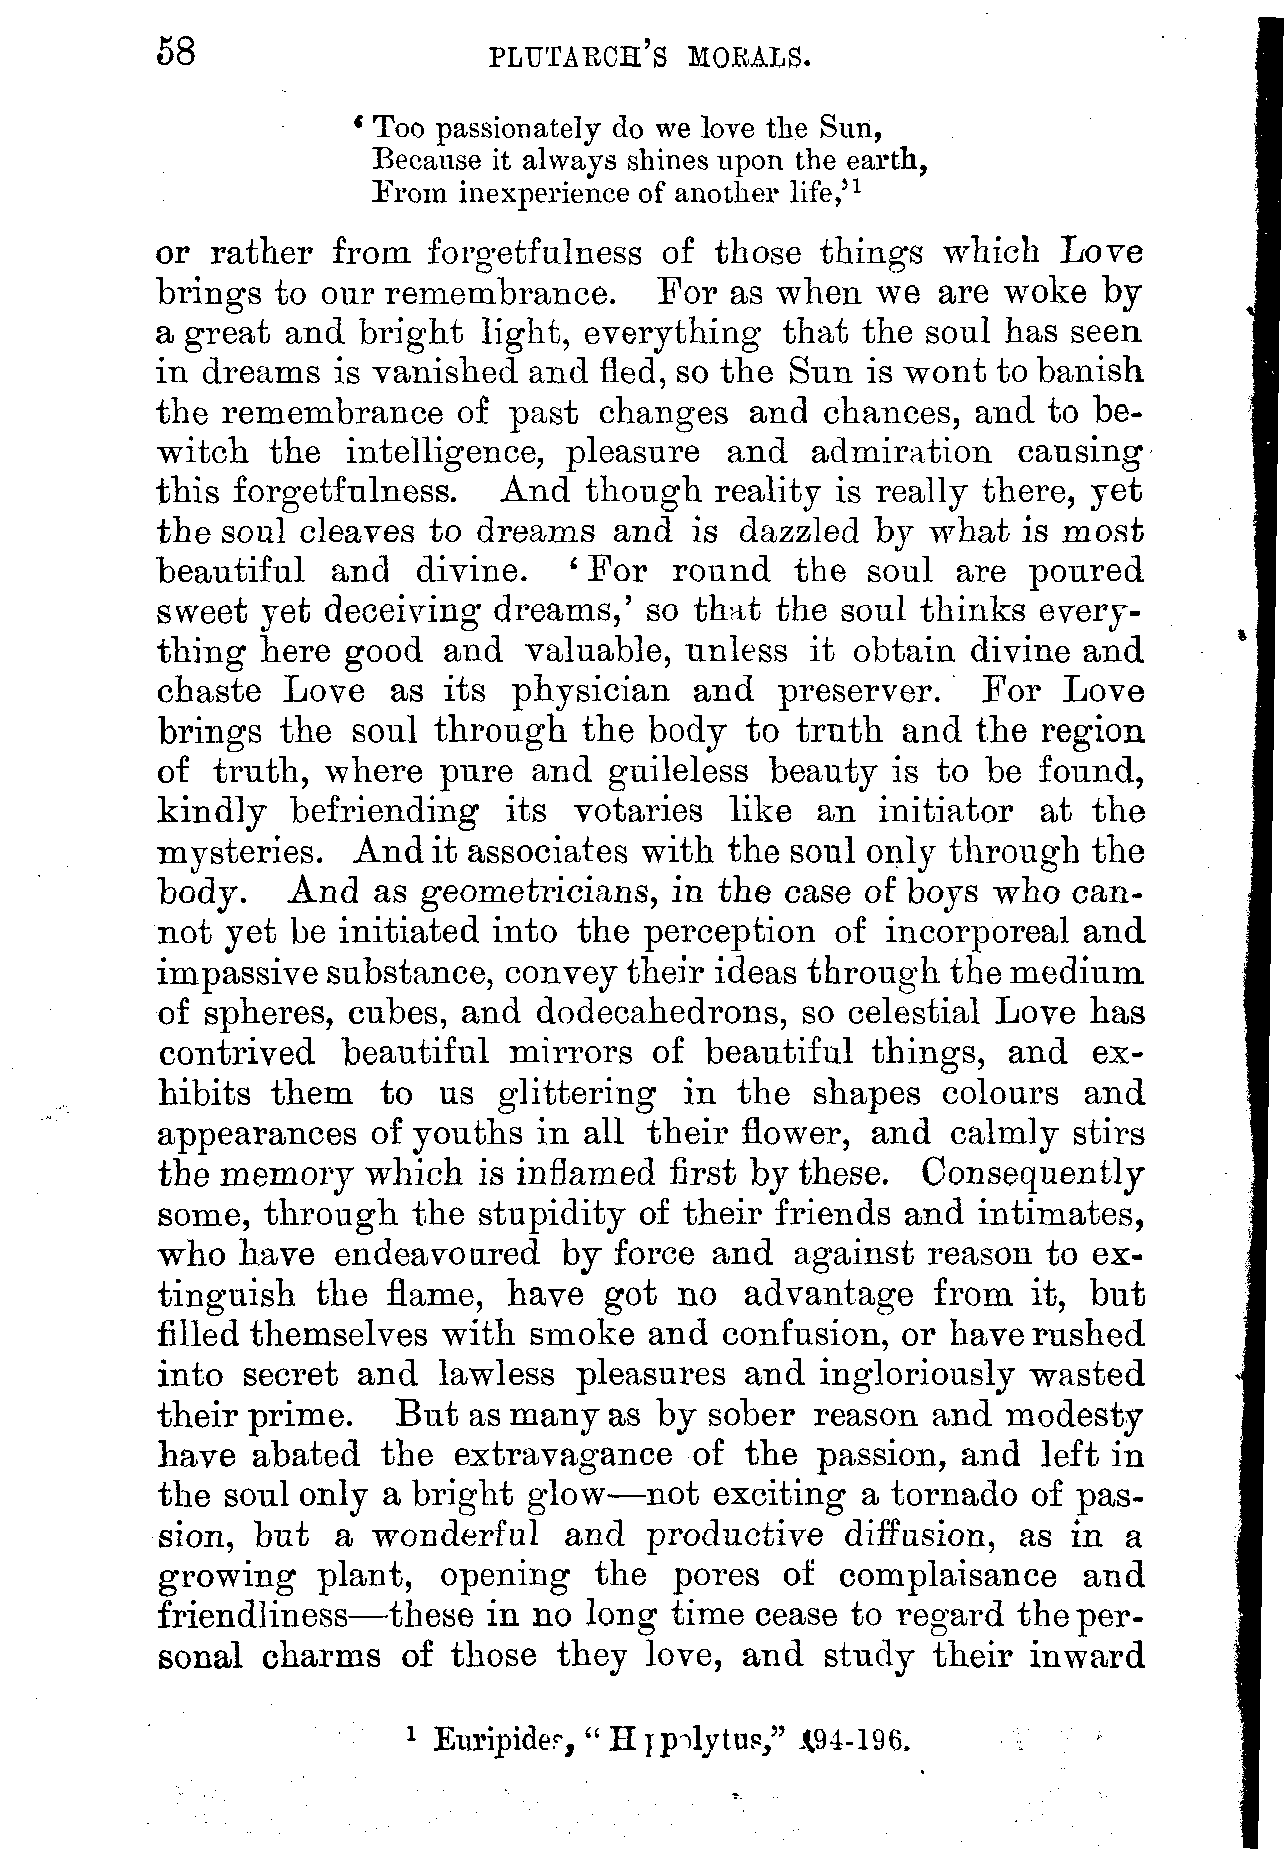 58 PLUTARCH'S MORALS.
' Too passionately do we love the Sun,
Because it always shines upon the earth,
From inexperience of another life,'1
or rather from forgetfulness of those things which Love
brings to our remembrance. For as when we are woke by
a great and bright light, everything that the soul has seen
in dreams is vanished and fled, so the Sun is wont to banish
the remembrance of past changes and chances, and to be-
witch the intelligence, pleasure and admiration causing
this forgetfulness. And though reality is really there, yet
the soul cleaves to dreams and is dazzled by what is most
beautiful and divine. ' For round the soul are poured
sweet yet deceiving dreams,' so that the soul thinks every-
thing here good and valuable, unless it obtain divine and
chaste Love as its physician and preserver. For Love
brings the soul through the body to truth and the region
of truth, where pure and guileless beauty is to be found,
kindly befriending its votaries like an initiator at the
mysteries. And it associates with the soul only through the
body. And as geometricians, in the case of boys who can-
not yet be initiated into the perception of incorporeal and
impassive substance, convey their ideas through the medium
of spheres, cubes, and dodecahedrons, so celestial Love has
contrived beautiful mirrors of beautiful things, and ex-
hibits them to us glittering in the shapes colours and
appearances of youths in all their flower, and calmly stirs
the memory which is inflamed first by these. Consequently
some, through the stupidity of their friends and intimates,
who have endeavoured by force and against reason to ex-
tinguish the flame, have got no advantage from it, but
filled themselves with smoke and confusion, or have rushed
into secret and lawless pleasures and ingloriously wasted
their prime. But as many as by sober reason and modesty
have abated the extravagance of the passion, and left in
the soul only a bright glow—not exciting a tornado of pas-
sion, but a wonderful and productive diffusion, as in a
growing plant, opening the pores of complaisance and
friendliness—these in no long time cease to regard the per-
sonal charms of those they love, and study their inward
1 Euripides, " Hippolytus," 194-196.